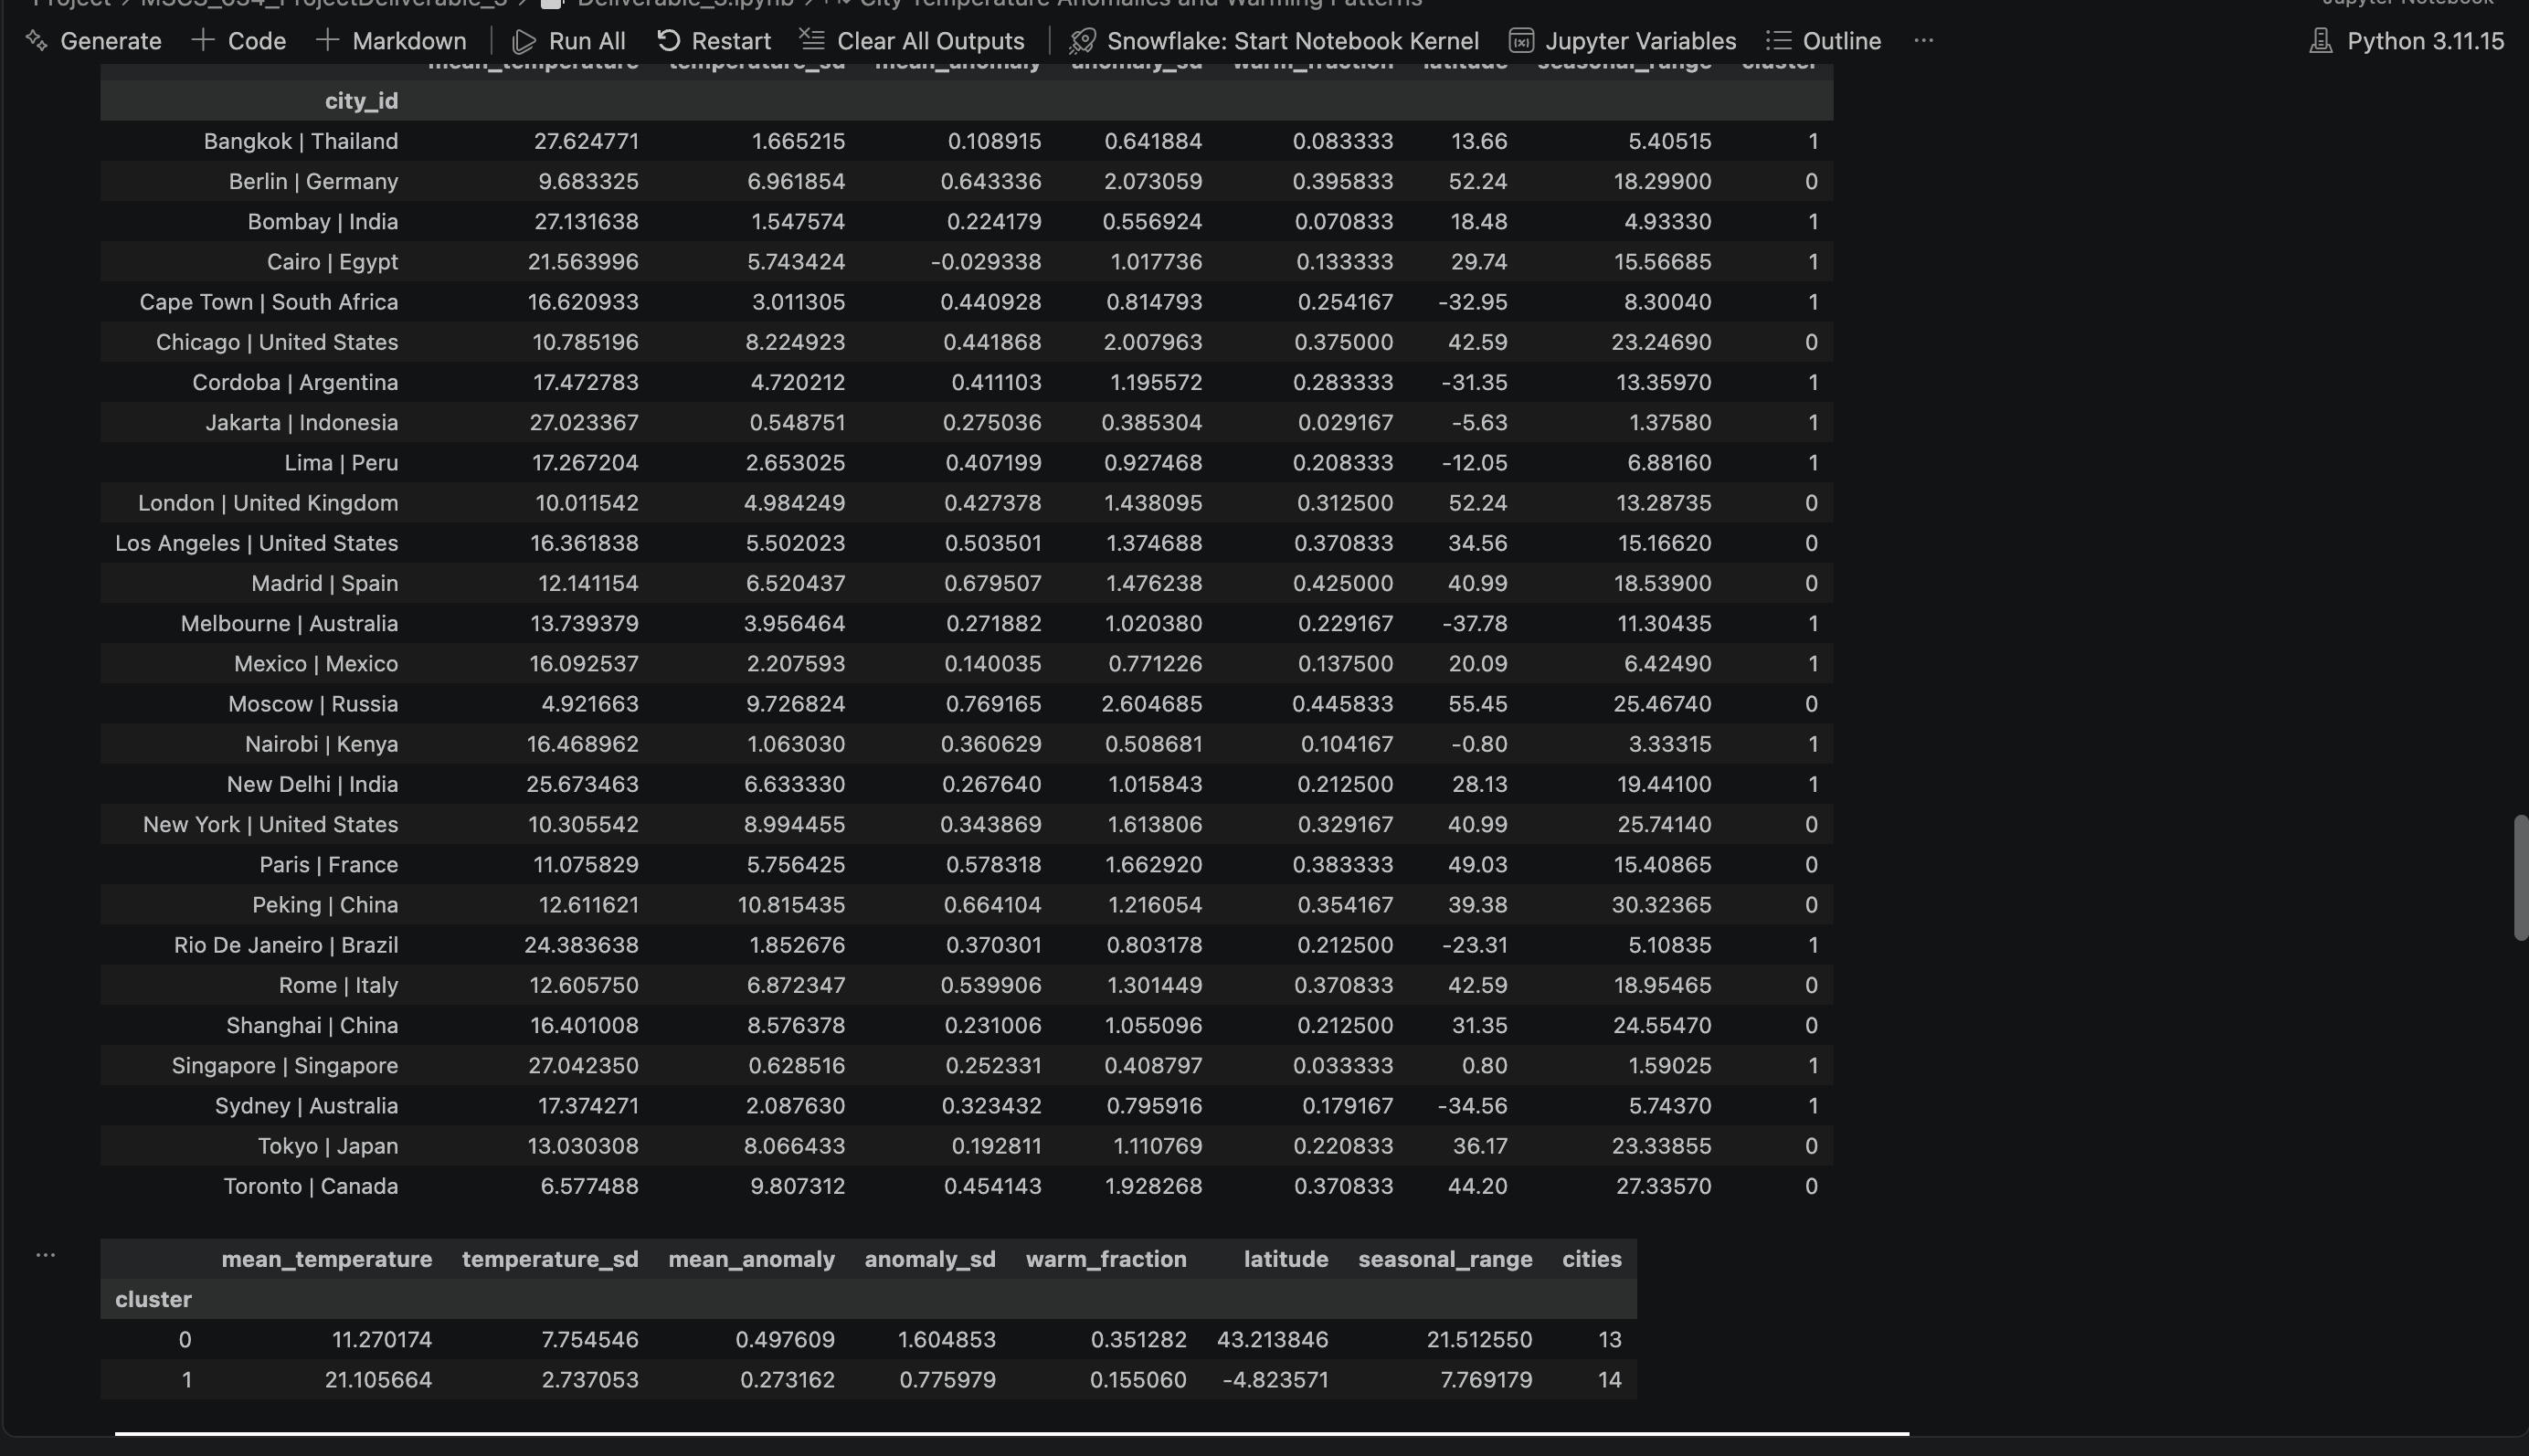 Project > MSCS_634_ProjectDeliverable_3 > Deliverable_3.ipynb > City Temperature Anomalies and Warming Patterns
Generate + Code + Markdown | Run All Restart Clear All Outputs | Snowflake: Start Notebook Kernel Jupyter Variables Outline ... Python 3.11.15
mean_temperature temperature_sd mean_anomaly anomaly_sd warm_fraction latitude seasonal_range cluster
city_id
Bangkok | Thailand 27.624771 1.665215 0.108915 0.641884 0.083333 13.66 5.40515 1
Berlin | Germany 9.683325 6.961854 0.643336 2.073059 0.395833 52.24 18.29900 0
Bombay | India 27.131638 1.547574 0.224179 0.556924 0.070833 18.48 4.93330 1
Cairo | Egypt 21.563996 5.743424 -0.029338 1.017736 0.133333 29.74 15.56685 1
Cape Town | South Africa 16.620933 3.011305 0.440928 0.814793 0.254167 -32.95 8.30040 1
Chicago | United States 10.785196 8.224923 0.441868 2.007963 0.375000 42.59 23.24690 0
Cordoba | Argentina 17.472783 4.720212 0.411103 1.195572 0.283333 -31.35 13.35970 1
Jakarta | Indonesia 27.023367 0.548751 0.275036 0.385304 0.029167 -5.63 1.37580 1
Lima | Peru 17.267204 2.653025 0.407199 0.927468 0.208333 -12.05 6.88160 1
London | United Kingdom 10.011542 4.984249 0.427378 1.438095 0.312500 52.24 13.28735 0
Los Angeles | United States 16.361838 5.502023 0.503501 1.374688 0.370833 34.56 15.16620 0
Madrid | Spain 12.141154 6.520437 0.679507 1.476238 0.425000 40.99 18.53900 0
Melbourne | Australia 13.739379 3.956464 0.271882 1.020380 0.229167 -37.78 11.30435 1
Mexico | Mexico 16.092537 2.207593 0.140035 0.771226 0.137500 20.09 6.42490 1
Moscow | Russia 4.921663 9.726824 0.769165 2.604685 0.445833 55.45 25.46740 0
Nairobi | Kenya 16.468962 1.063030 0.360629 0.508681 0.104167 -0.80 3.33315 1
New Delhi | India 25.673463 6.633330 0.267640 1.015843 0.212500 28.13 19.44100 1
New York | United States 10.305542 8.994455 0.343869 1.613806 0.329167 40.99 25.74140 0
Paris | France 11.075829 5.756425 0.578318 1.662920 0.383333 49.03 15.40865 0
Peking | China 12.611621 10.815435 0.664104 1.216054 0.354167 39.38 30.32365 0
Rio De Janeiro | Brazil 24.383638 1.852676 0.370301 0.803178 0.212500 -23.31 5.10835 1
Rome | Italy 12.605750 6.872347 0.539906 1.301449 0.370833 42.59 18.95465 0
Shanghai | China 16.401008 8.576378 0.231006 1.055096 0.212500 31.35 24.55470 0
Singapore | Singapore 27.042350 0.628516 0.252331 0.408797 0.033333 0.80 1.59025 1
Sydney | Australia 17.374271 2.087630 0.323432 0.795916 0.179167 -34.56 5.74370 1
Tokyo | Japan 13.030308 8.066433 0.192811 1.110769 0.220833 36.17 23.33855 0
Toronto | Canada 6.577488 9.807312 0.454143 1.928268 0.370833 44.20 27.33570 0
... mean_temperature temperature_sd mean_anomaly anomaly_sd warm_fraction latitude seasonal_range cities
cluster
0 11.270174 7.754546 0.497609 1.604853 0.351282 43.213846 21.512550 13
1 21.105664 2.737053 0.273162 0.775979 0.155060 -4.823571 7.769179 14